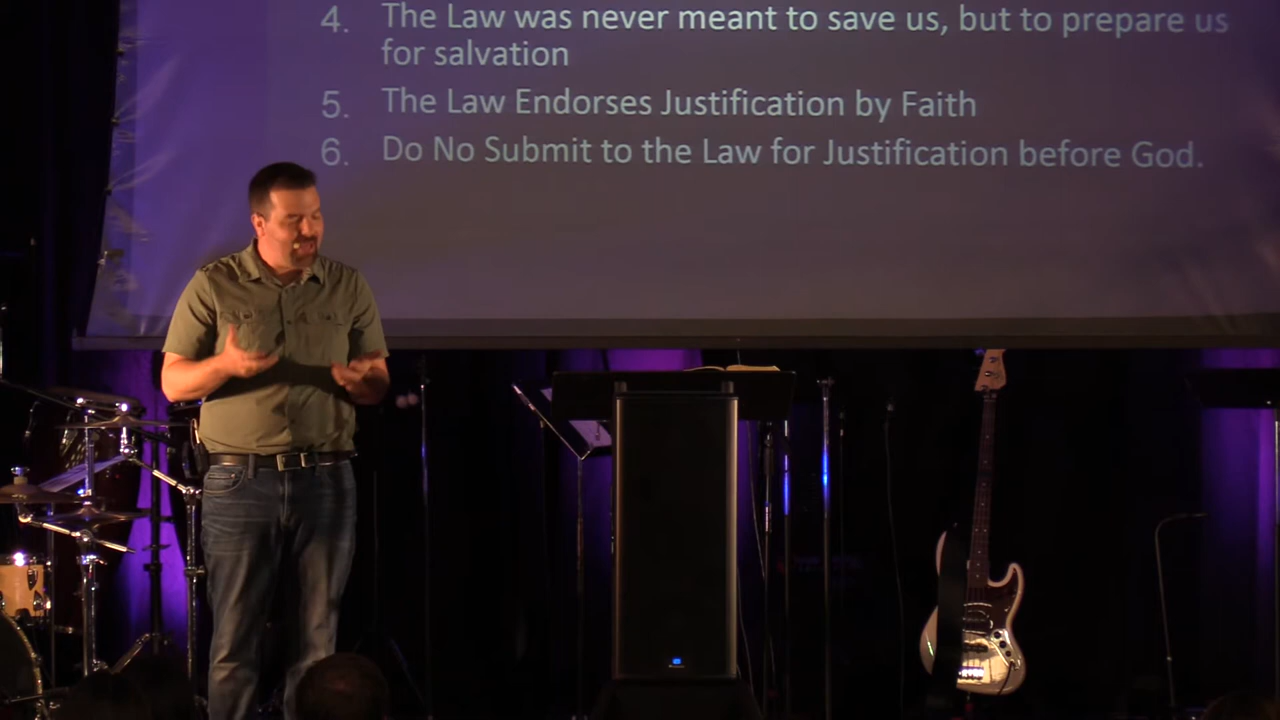 4. The Law was never meant to save us, but to prepare us
for salvation
5. The Law Endorses Justification by Faith
6. Do No Submit to the Law for Justification before God.